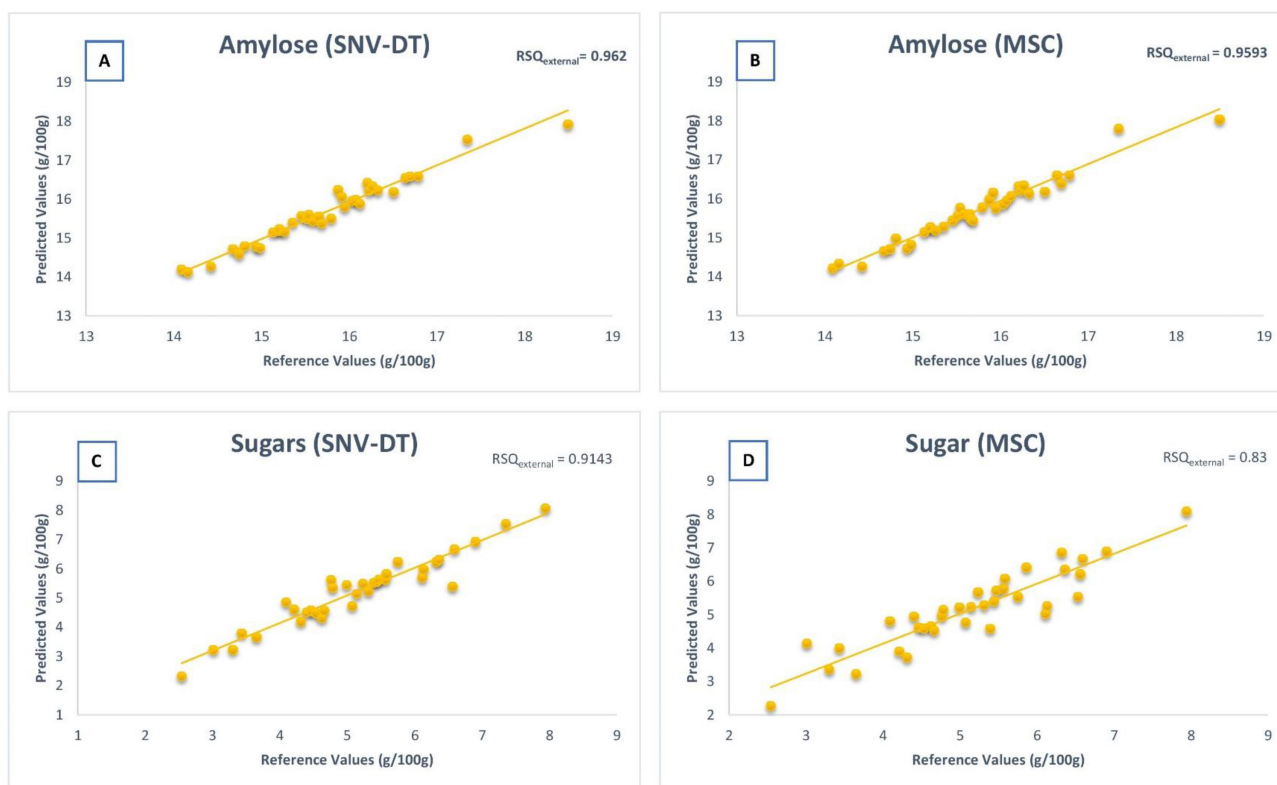 A
Amylose (SNV-DT)
RSQexternal= 0.962
19
18
17
16
15
14
13
Predicted Values (g/100g)
13 14 15 16 17 18 19
Reference Values (g/100g)
B
Amylose (MSC)
RSQexternal = 0.9593
19
18
17
16
15
14
13
Predicted Values (g/100g)
13 14 15 16 17 18 19
Reference Values (g/100g)
C
Sugars (SNV-DT)
RSQexternal = 0.9143
9
8
7
6
5
4
3
2
1
Predicted Values (g/100g)
1 2 3 4 5 6 7 8 9
Reference Values (g/100g)
D
Sugar (MSC)
RSQexternal = 0.83
9
8
7
6
5
4
3
2
Predicted Values (g/100g)
2 3 4 5 6 7 8 9
Reference Values (g/100g)